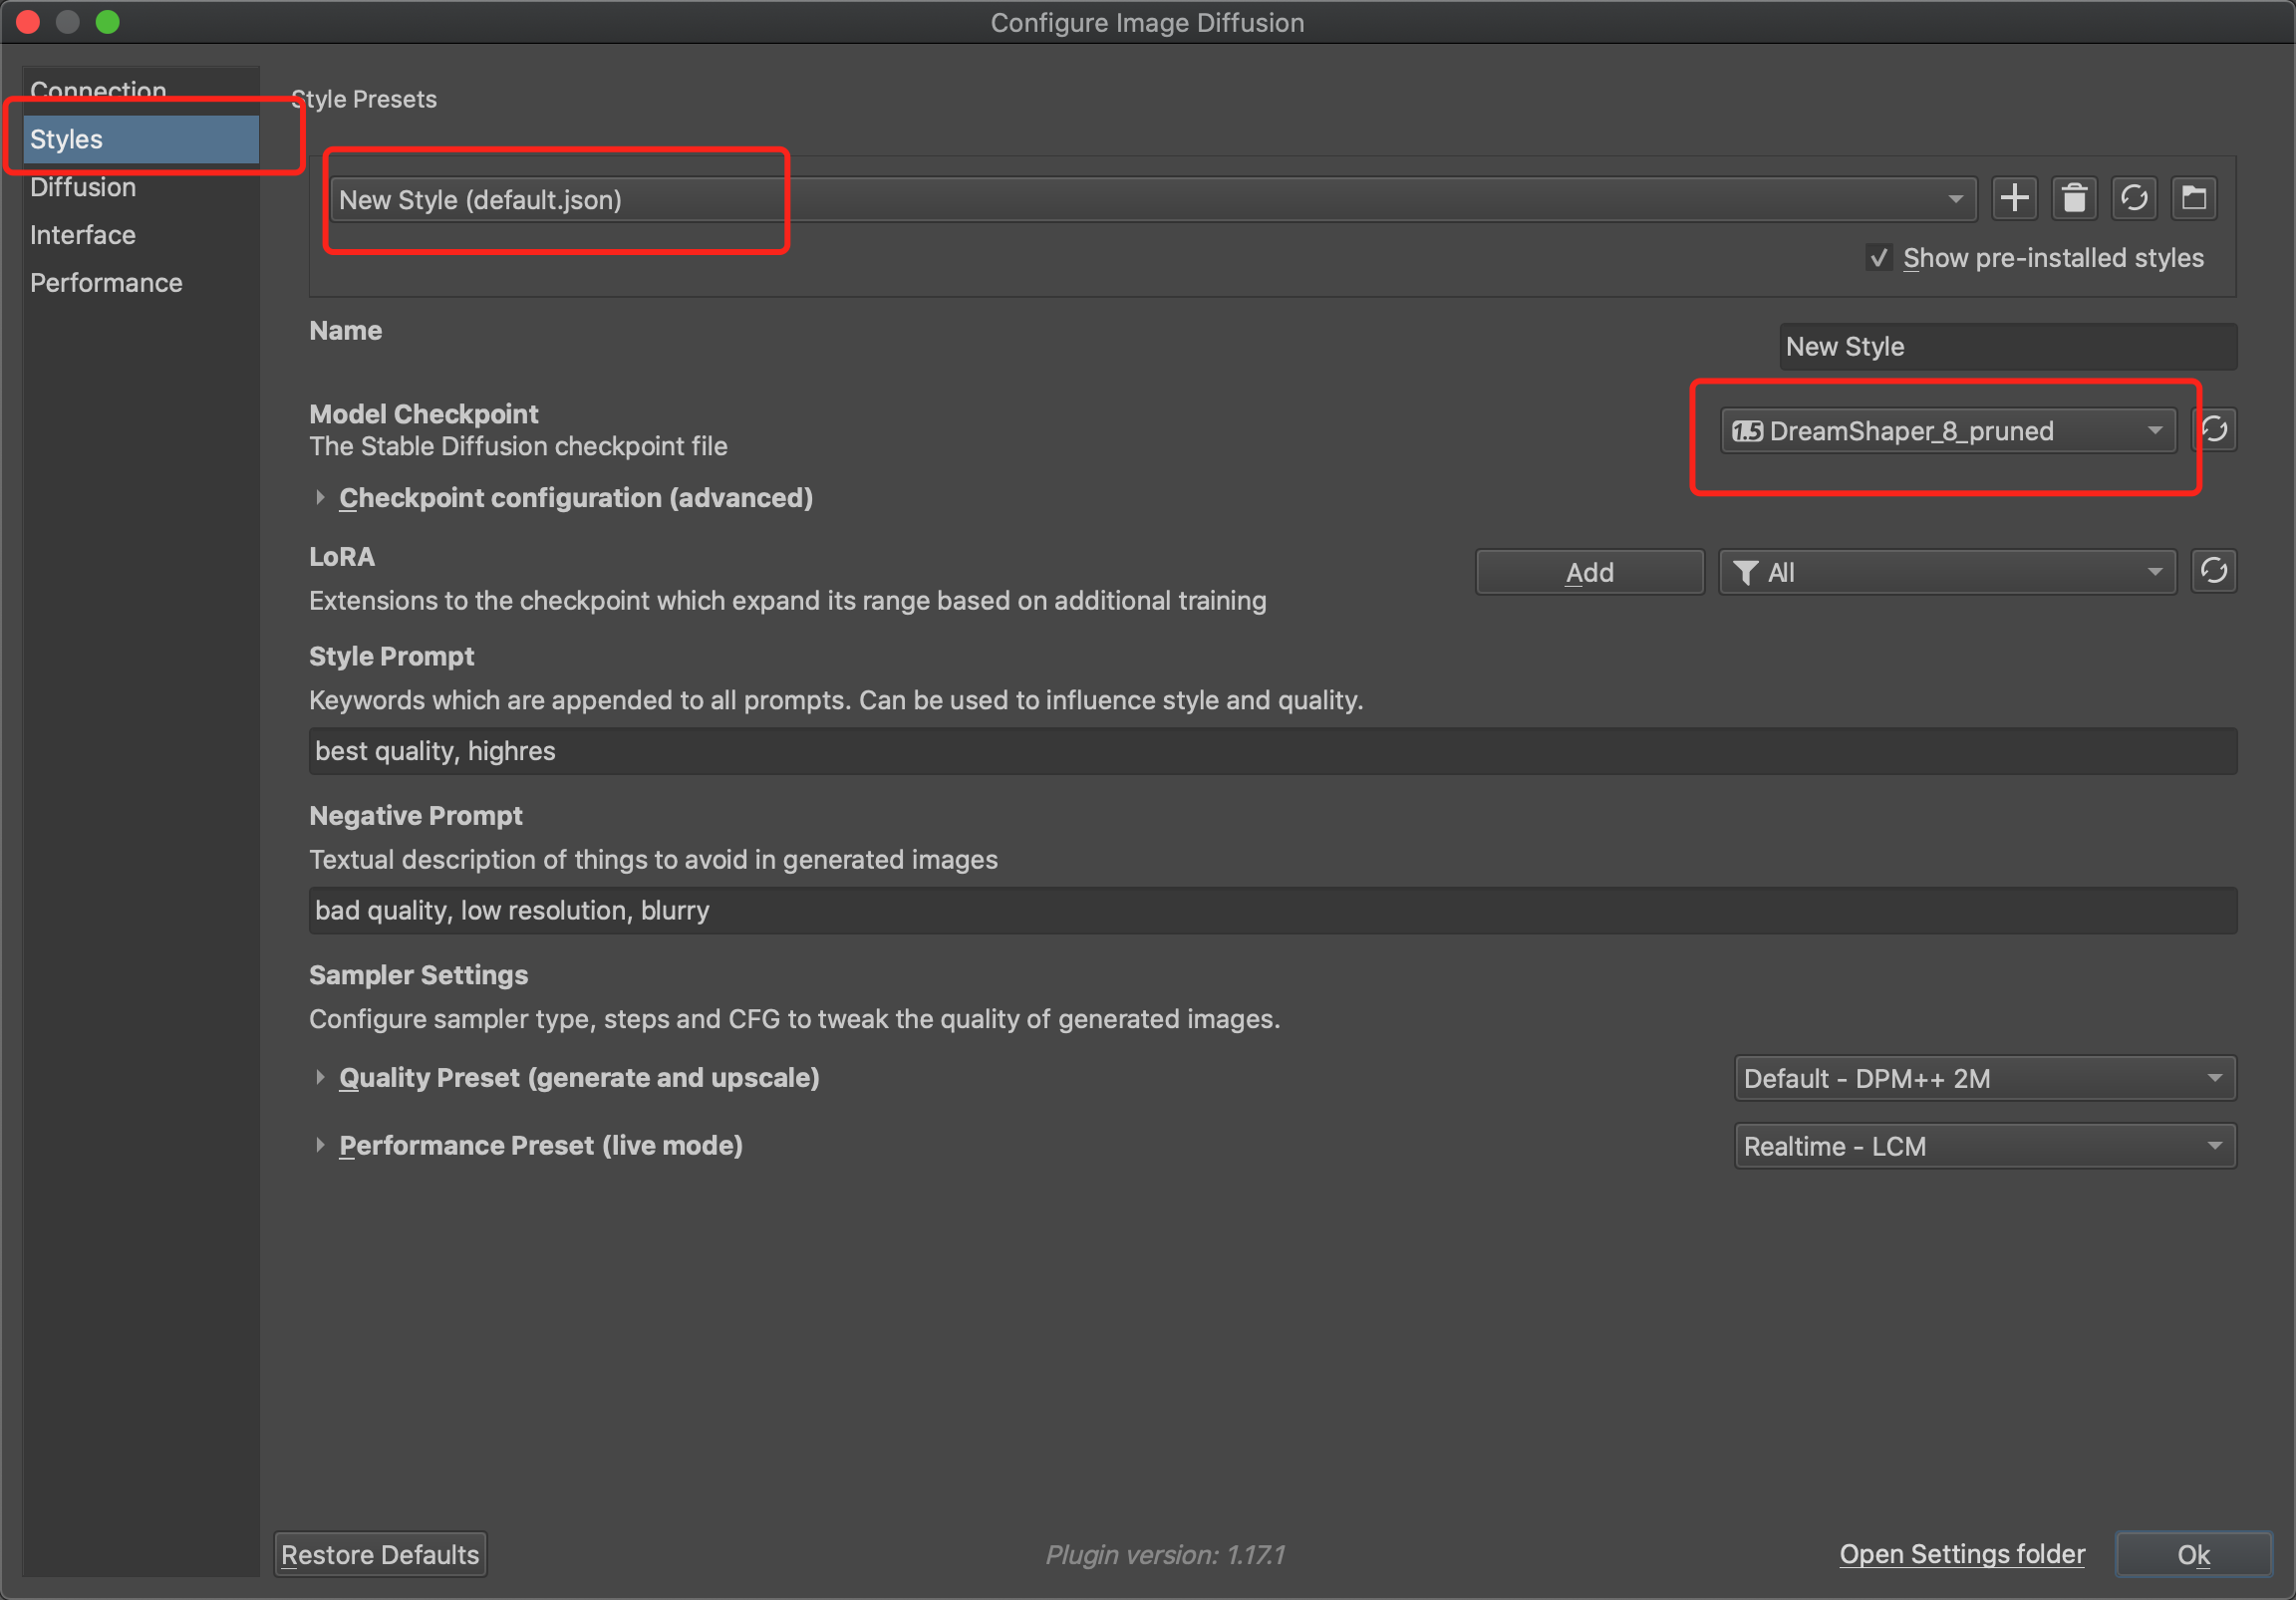 Configure Image Diffusion
Connection
Styles
Diffusion
Interface
Performance
Style Presets
New Style (default.json)
Show pre-installed styles
Name
New Style
Model Checkpoint
The Stable Diffusion checkpoint file
1.5 DreamShaper_8_pruned
Checkpoint configuration (advanced)
LoRA
Extensions to the checkpoint which expand its range based on additional training
Add
All
Style Prompt
Keywords which are appended to all prompts. Can be used to influence style and quality.
best quality, highres
Negative Prompt
Textual description of things to avoid in generated images
bad quality, low resolution, blurry
Sampler Settings
Configure sampler type, steps and CFG to tweak the quality of generated images.
Quality Preset (generate and upscale)
Default - DPM++ 2M
Performance Preset (live mode)
Realtime - LCM
Restore Defaults
Plugin version: 1.17.1
Open Settings folder
Ok